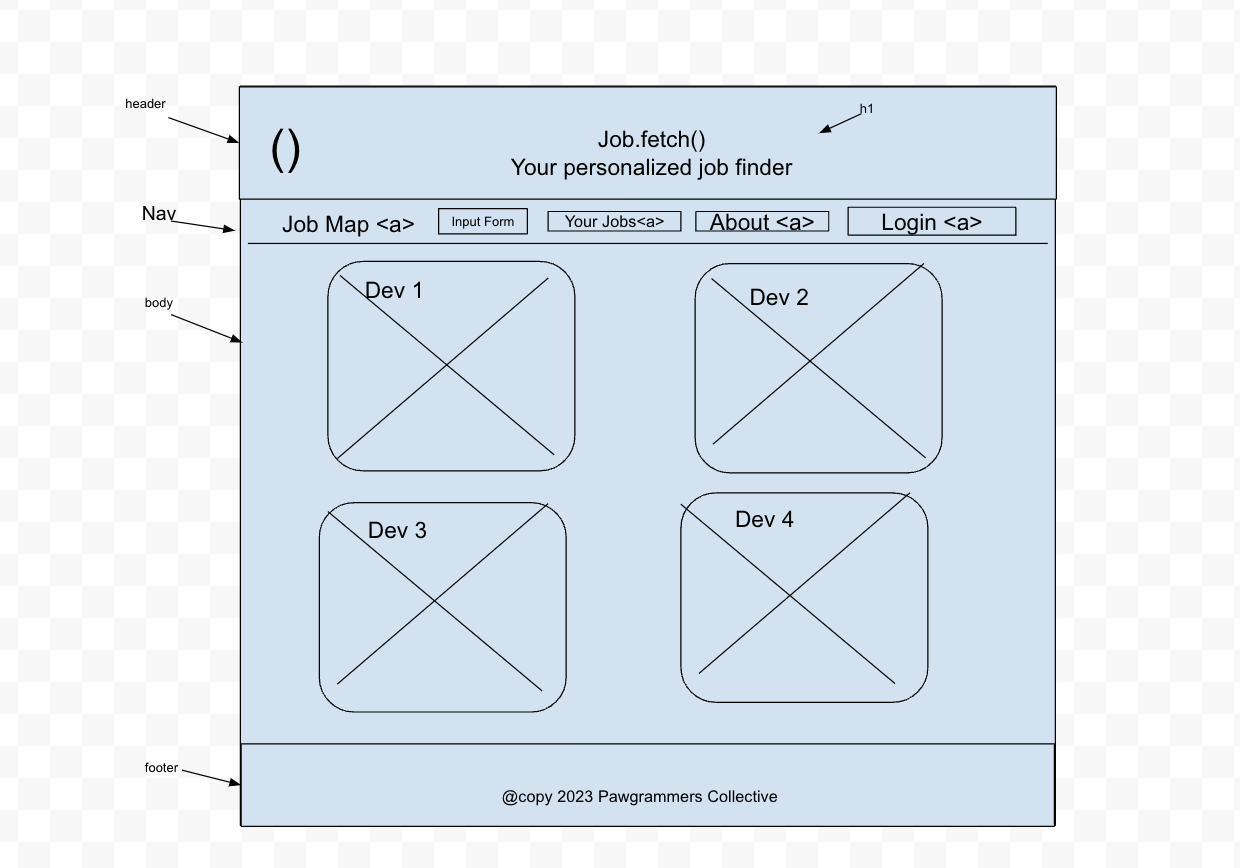 header
h1
()
Job.fetch()
Your personalized job finder
Nav
Job Map <a>
Input Form
Your Jobs<a>
About <a>
Login <a>
body
Dev 1
Dev 2
Dev 3
Dev 4
footer
@copy 2023 Pawgrammers Collective